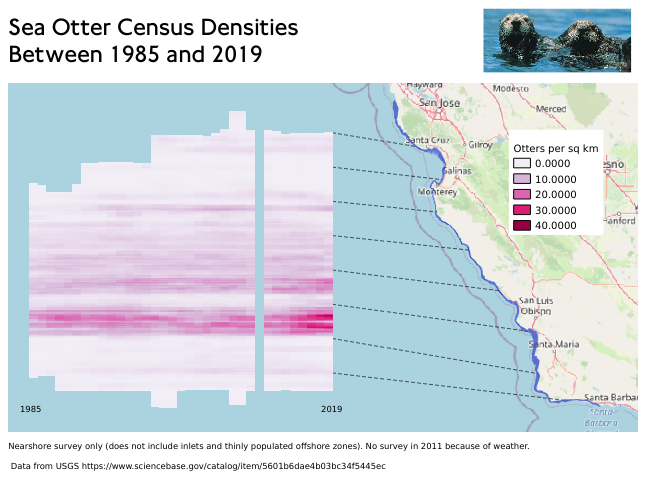 Sea Otter Census Densities
Between 1985 and 2019
Hayward
Modesto
San Jose
Merced
Santa Cruz
Gilroy
Salinas
Monterey
Otters per sq km
0.0000
10.0000
20.0000
30.0000
40.0000
esno
Hanford
San Luis
Obispo
Santa Maria
Santa Barbar
Santa
Barbara
1985
2019
Nearshore survey only (does not include inlets and thinly populated offshore zones). No survey in 2011 because of weather.
Data from USGS https://www.sciencebase.gov/catalog/item/5601b6dae4b03bc34f5445ec